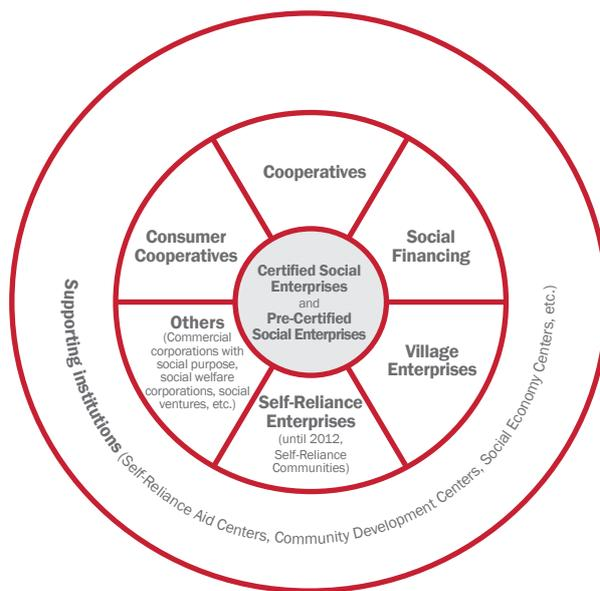 Cooperatives
Consumer
Cooperatives
Social
Financing
Certified Social
Enterprises
and
Pre-Certified
Social Enterprises
Others
(Commercial
corporations with
social purpose,
social welfare
corporations, social
ventures, etc.)
Village
Enterprises
Self-Reliance
Enterprises
(until 2012,
Self-Reliance
Communities)
Supporting institutions (Self-Reliance Aid Centers, Community Development Centers, Social Economy Centers, etc.)